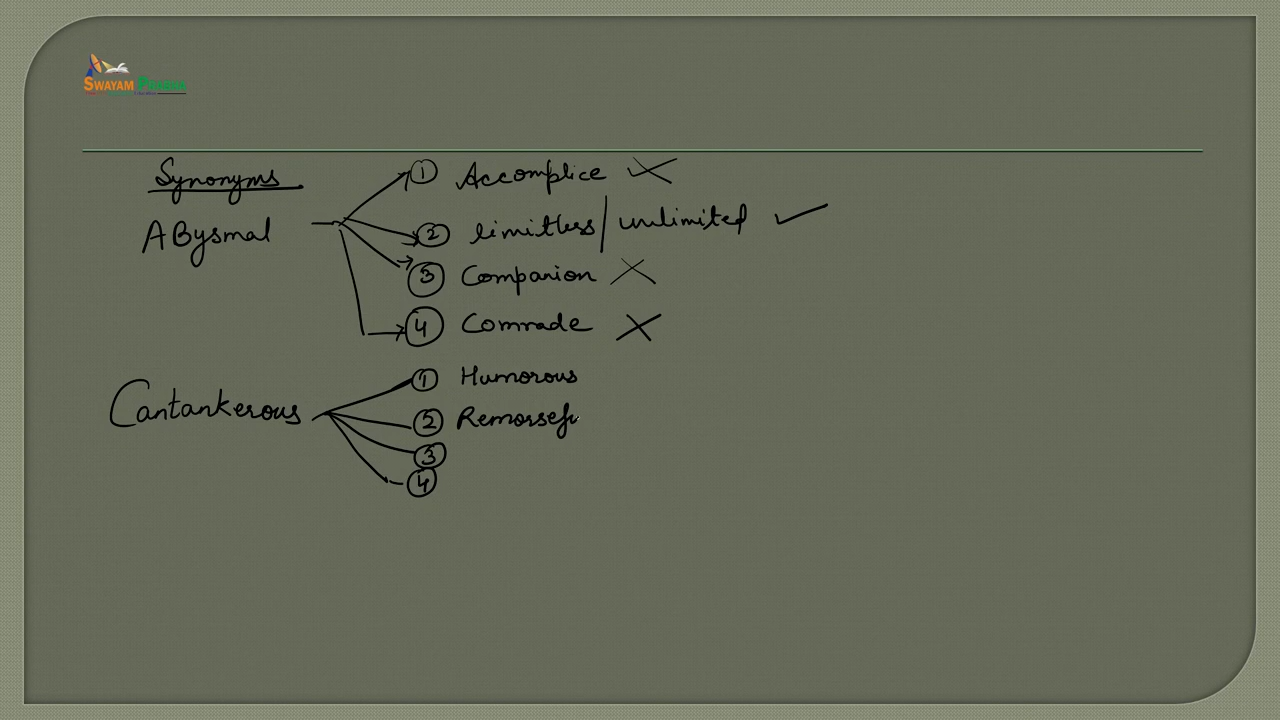 SWAYAM PRABHA
Synonyms
ABysmal
① Accomplice
② limitless / unlimited
③ Companion
④ Comrade
Cantankerous
① Humorous
② Remorsefu
③
④